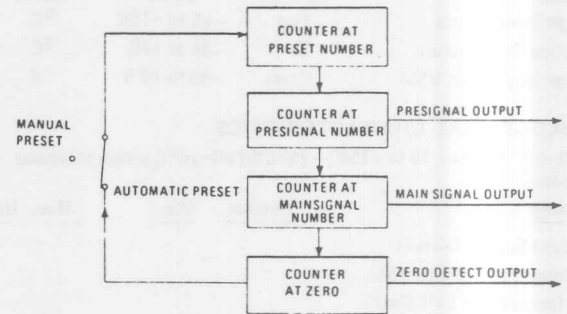 COUNTER AT
PRESET NUMBER
COUNTER AT
PRESIGNAL NUMBER
PRESIGNAL OUTPUT
MANUAL
PRESET
AUTOMATIC PRESET
COUNTER AT
MAINSIGNAL
NUMBER
MAIN SIGNAL OUTPUT
COUNTER
AT ZERO
ZERO DETECT OUTPUT